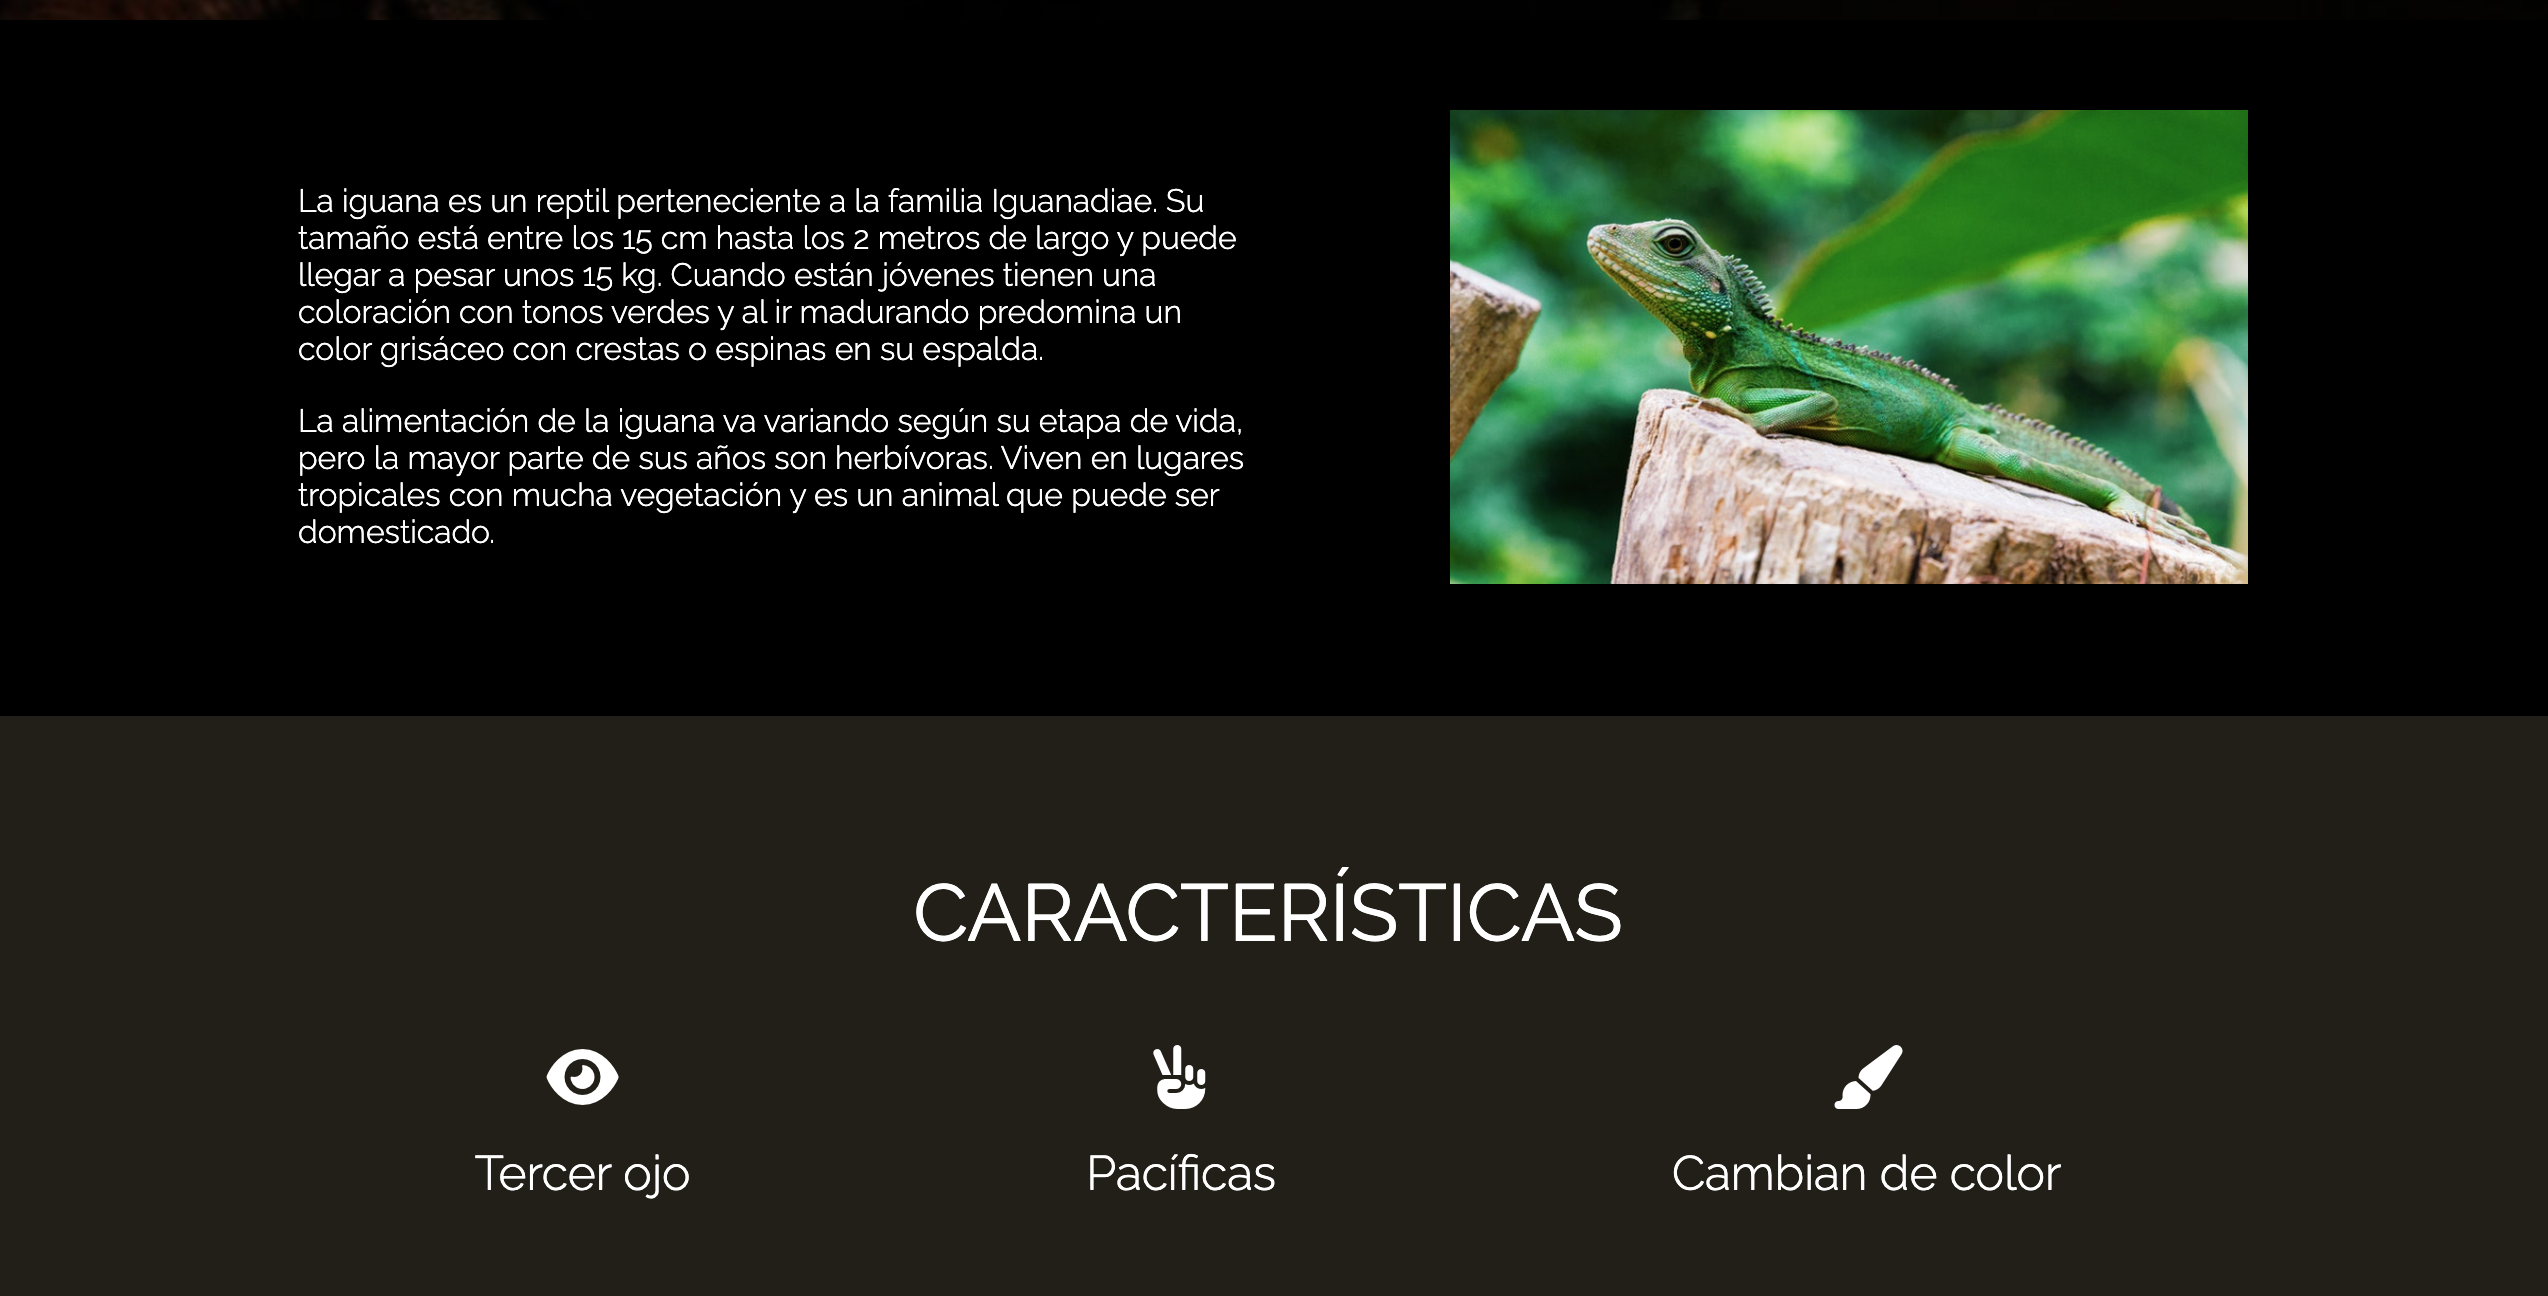 La iguana es un reptil perteneciente a la familia Iguanadiae. Su
tamaño está entre los 15 cm hasta los 2 metros de largo y puede
llegar a pesar unos 15 kg. Cuando están jóvenes tienen una
coloración con tonos verdes y al ir madurando predomina un
color grisáceo con crestas o espinas en su espalda.
La alimentación de la iguana va variando según su etapa de vida,
pero la mayor parte de sus años son herbívoras. Viven en lugares
tropicales con mucha vegetación y es un animal que puede ser
domesticado.
CARACTERÍSTICAS
Tercer ojo
Pacíficas
Cambian de color